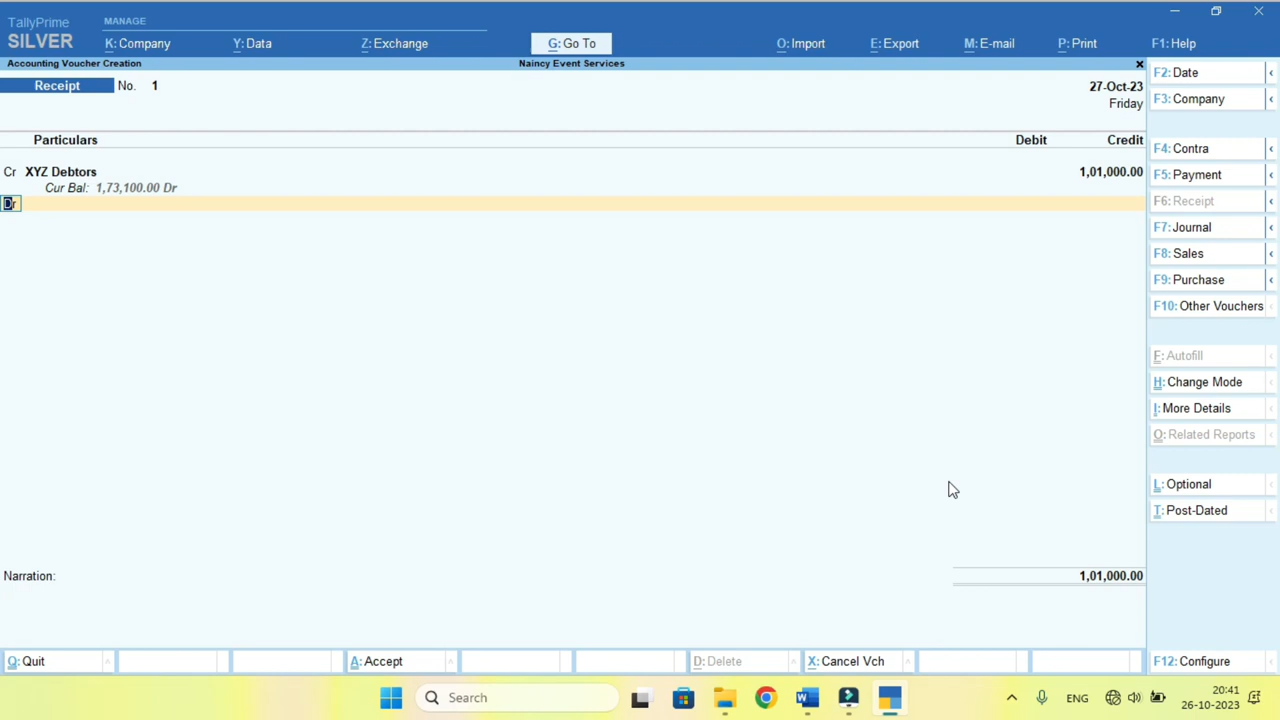 TallyPrime
MANAGE
SILVER
K: Company
Y: Data
Z: Exchange
G: Go To
O: Import
E: Export
M: E-mail
P: Print
F1: Help
Accounting Voucher Creation
Naincy Event Services
Receipt No. 1
27-Oct-23
Friday
Particulars Debit Credit
Cr XYZ Debtors 1,01,000.00
Cur Bal: 1,73,100.00 Dr
Dr
Narration: 1,01,000.00
F2: Date
F3: Company
F4: Contra
F5: Payment
F6: Receipt
F7: Journal
F8: Sales
F9: Purchase
F10: Other Vouchers
F: Autofill
H: Change Mode
I: More Details
O: Related Reports
L: Optional
T: Post-Dated
Q: Quit
A: Accept
D: Delete
X: Cancel Vch
F12: Configure
Search
ENG
20:41
26-10-2023